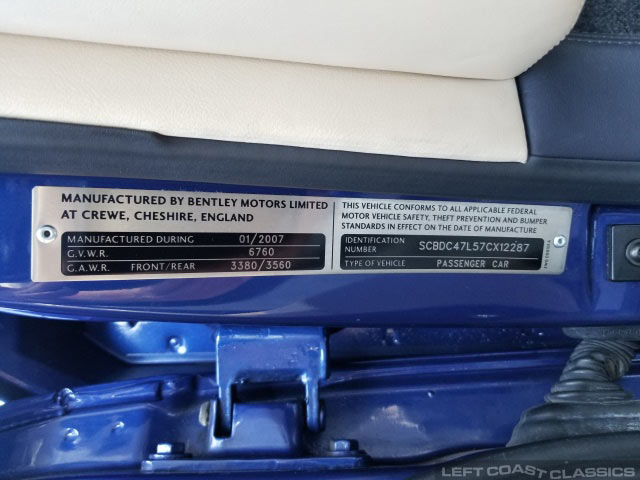 MANUFACTURED BY BENTLEY MOTORS LIMITED
AT CREWE, CHESHIRE, ENGLAND
MANUFACTURED DURING 01/2007
G.V.W.R. 6760
G.A.W.R. FRONT/REAR 3380/3560
THIS VEHICLE CONFORMS TO ALL APPLICABLE FEDERAL
MOTOR VEHICLE SAFETY, THEFT PREVENTION AND BUMPER
STANDARDS IN EFFECT ON THE DATE OF MANUFACTURE
IDENTIFICATION
NUMBER SCBDC47L57CX12287
TYPE OF VEHICLE PASSENGER CAR
LEFT COAST CLASSICS